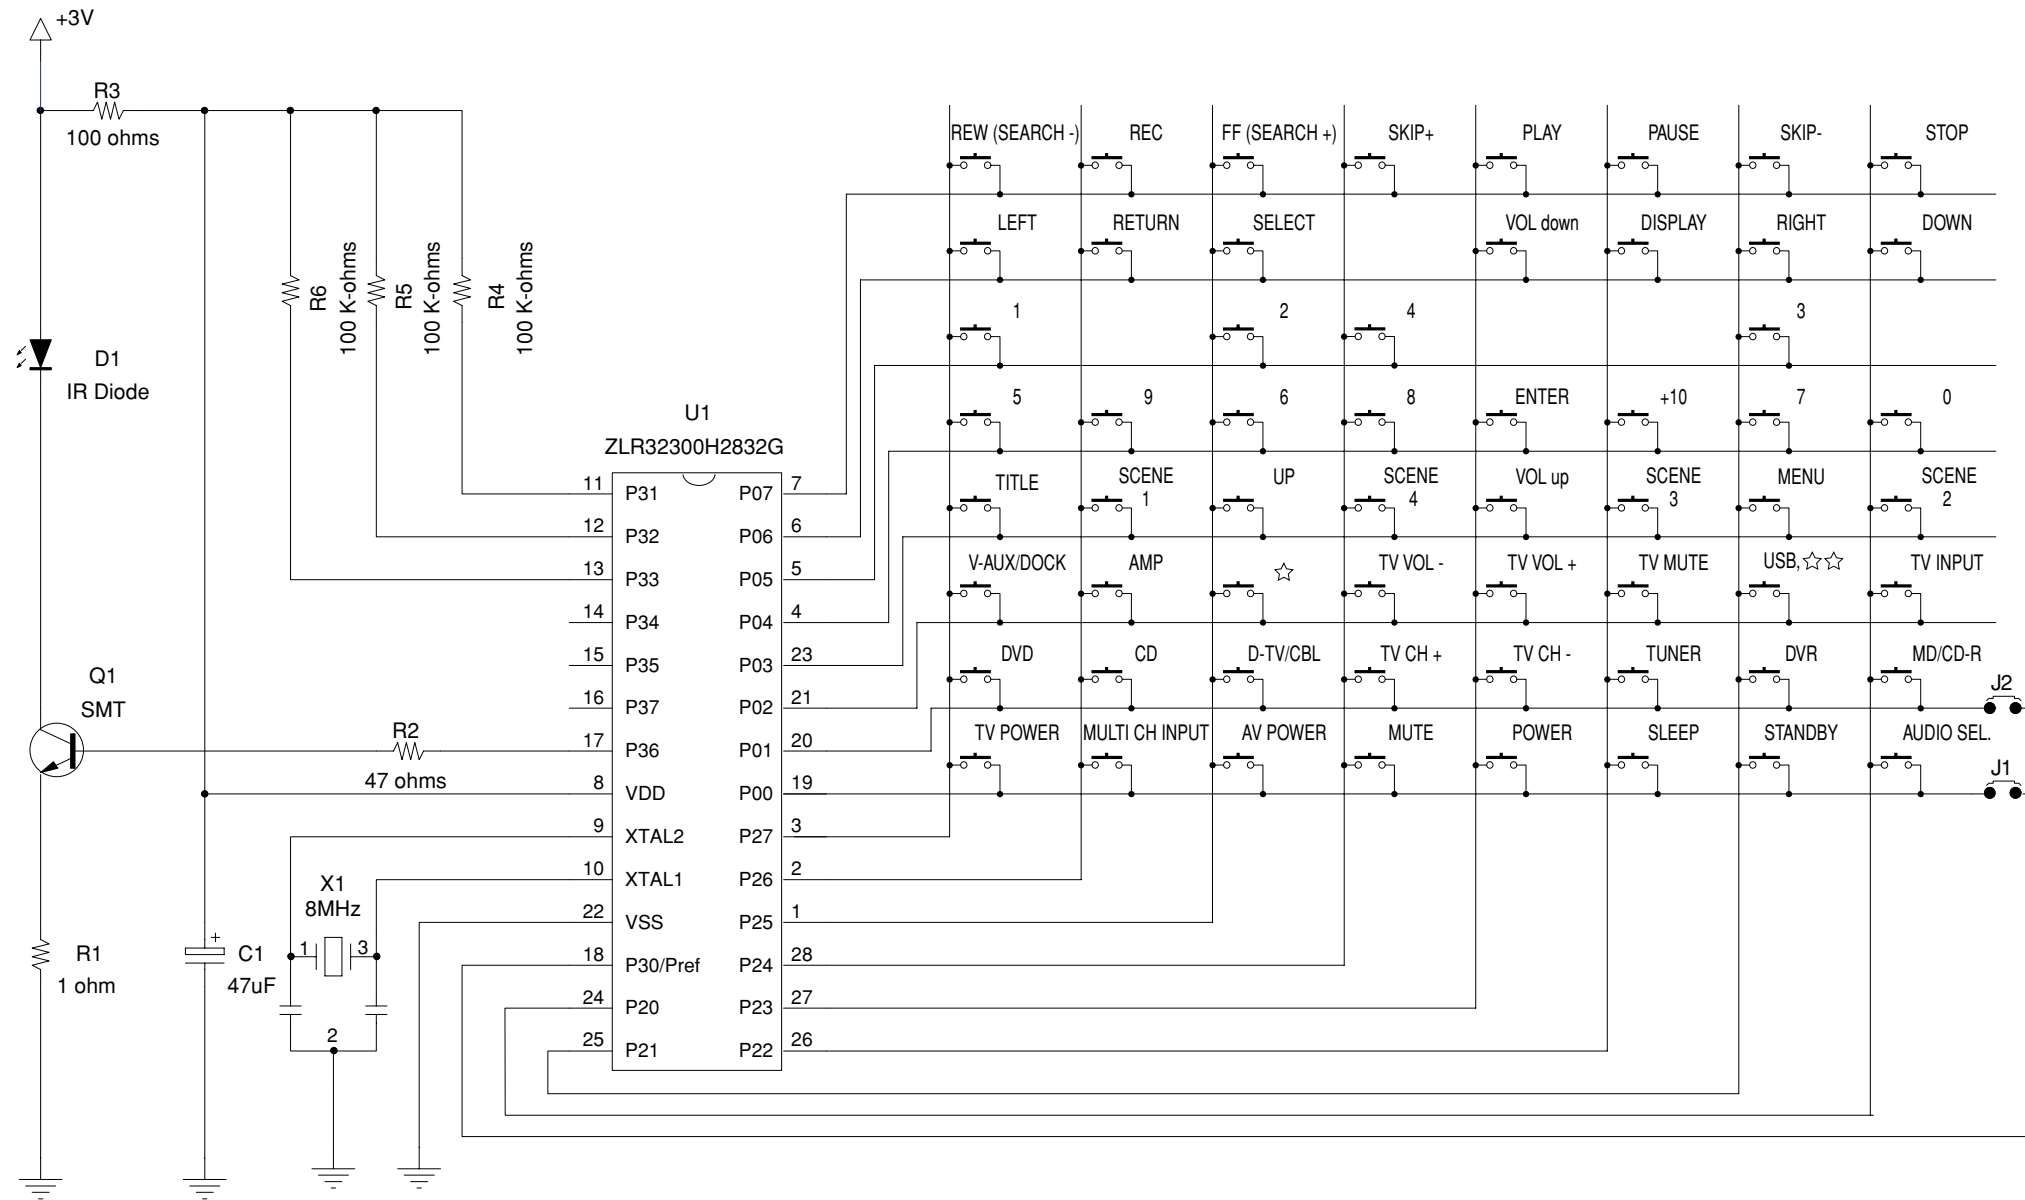 +3V
R3
100 ohms
REW (SEARCH -) REC FF (SEARCH +) SKIP+ PLAY PAUSE SKIP- STOP
LEFT RETURN SELECT VOL down DISPLAY RIGHT DOWN
R6
100 K-ohms
R5
100 K-ohms
R4
100 K-ohms
1 2 4 3
D1
IR Diode
5 9 6 8 ENTER +10 7 0
U1
ZLR32300H2832G
TITLE SCENE 1 UP SCENE 4 VOL up SCENE 3 MENU SCENE 2
11 P31 P07 7
12 P32 P06 6
V-AUX/DOCK AMP ☆ TV VOL - TV VOL + TV MUTE USB,☆☆ TV INPUT
13 P33 P05 5
14 P34 P04 4
DVD CD D-TV/CBL TV CH + TV CH - TUNER DVR MD/CD-R
15 P35 P03 23
J2
Q1
SMT
16 P37 P02 21
TV POWER MULTI CH INPUT AV POWER MUTE POWER SLEEP STANDBY AUDIO SEL.
R2
47 ohms
17 P36 P01 20
J1
8 VDD P00 19
9 XTAL2 P27 3
10 XTAL1 P26 2
X1
8MHz
22 VSS P25 1
+
1 3
R1
1 ohm
C1
47uF
18 P30/Pref P24 28
24 P20 P23 27
2
25 P21 P22 26